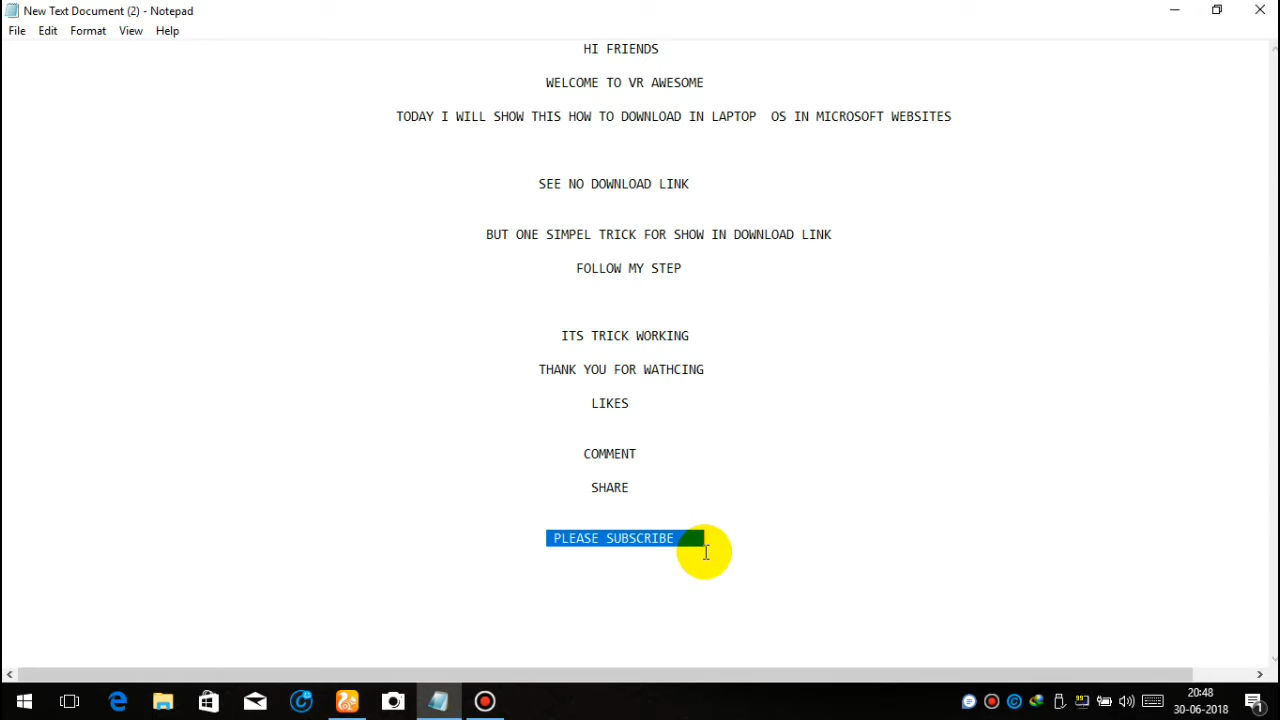 New Text Document (2) - Notepad
File Edit Format View Help
HI FRIENDS
WELCOME TO VR AWESOME
TODAY I WILL SHOW THIS HOW TO DOWNLOAD IN LAPTOP  OS IN MICROSOFT WEBSITES
SEE NO DOWNLOAD LINK
BUT ONE SIMPEL TRICK FOR SHOW IN DOWNLOAD LINK
FOLLOW MY STEP
ITS TRICK WORKING
THANK YOU FOR WATHCING
LIKES
COMMENT
SHARE
PLEASE SUBSCRIBE
20:48
30-06-2018
1